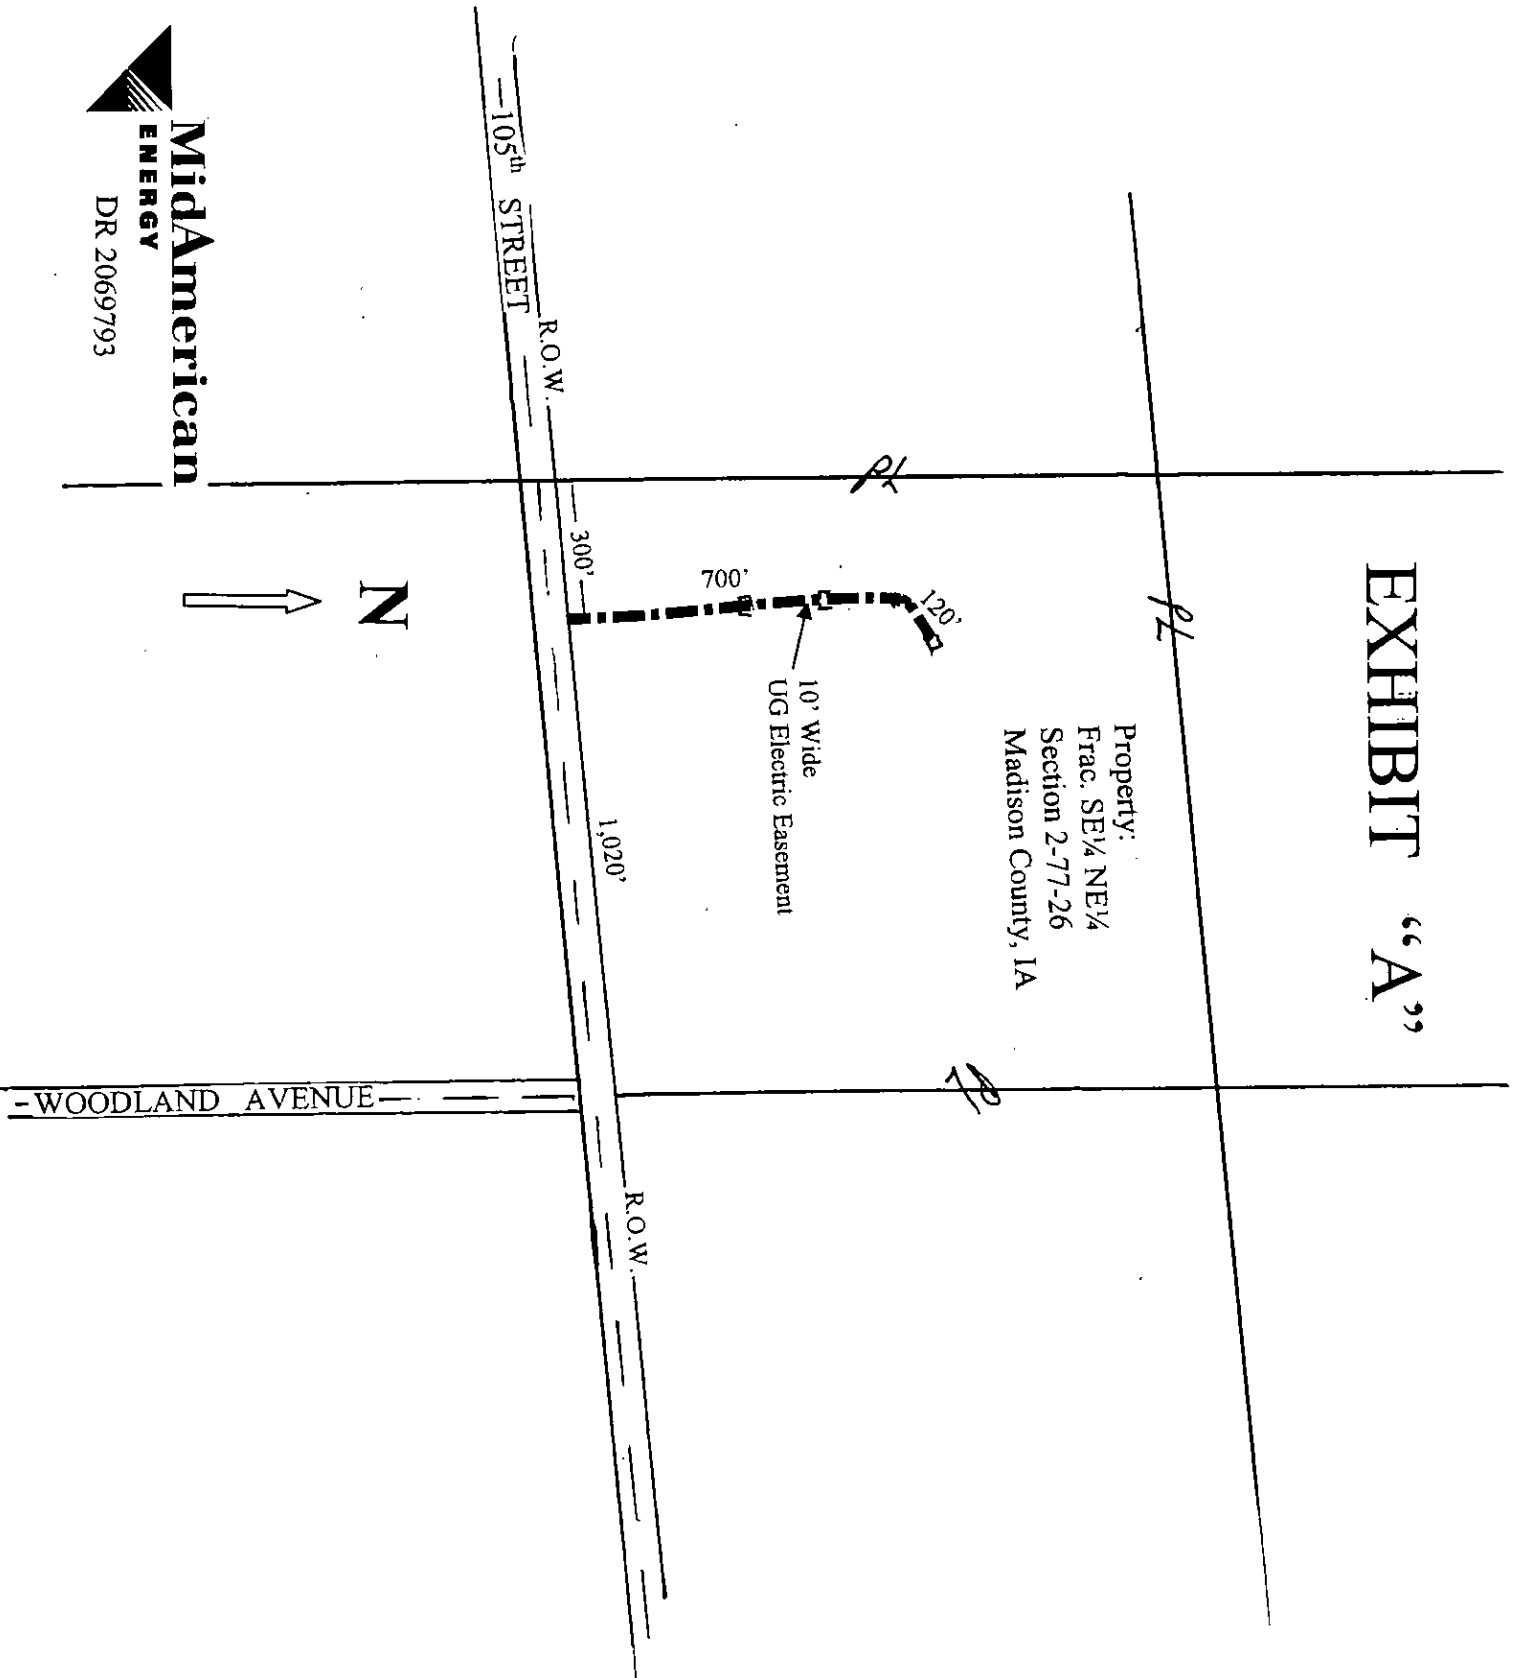 EXHIBIT “A”
PL
PL
PL
Property:
Frac. SE¼ NE¼
Section 2-77-26
Madison County, IA
120’
700’
10’ Wide
UG Electric Easement
300’
1,020’
R.O.W.
R.O.W.
105th STREET
WOODLAND AVENUE
N
MidAmerican
ENERGY
DR 2069793